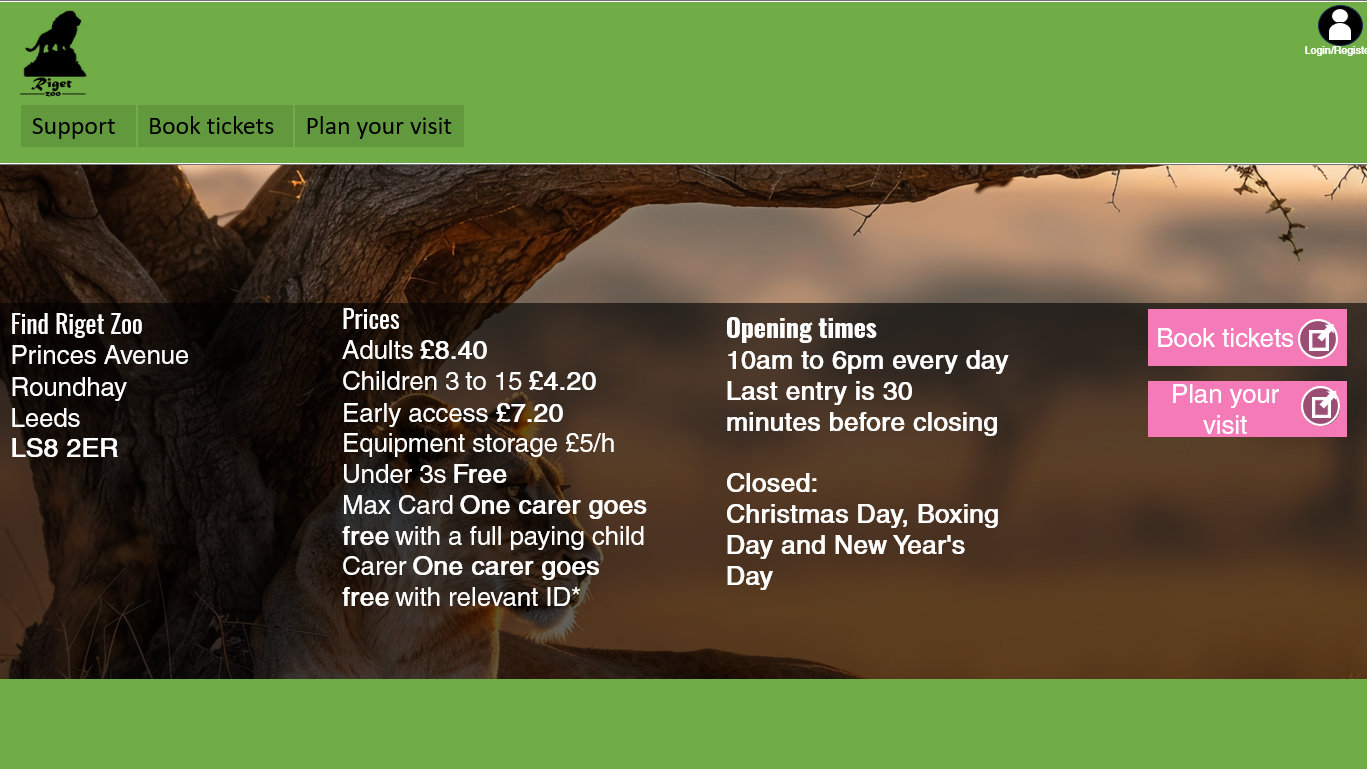 Riget
ZOO
Login/Registe
Support
Book tickets
Plan your visit
Find Riget Zoo
Princes Avenue
Roundhay
Leeds
LS8 2ER
Prices
Adults £8.40
Children 3 to 15 £4.20
Early access £7.20
Equipment storage £5/h
Under 3s Free
Max Card One carer goes
free with a full paying child
Carer One carer goes
free with relevant ID*
Opening times
10am to 6pm every day
Last entry is 30
minutes before closing
Closed:
Christmas Day, Boxing
Day and New Year's
Day
Book tickets
Plan your
visit